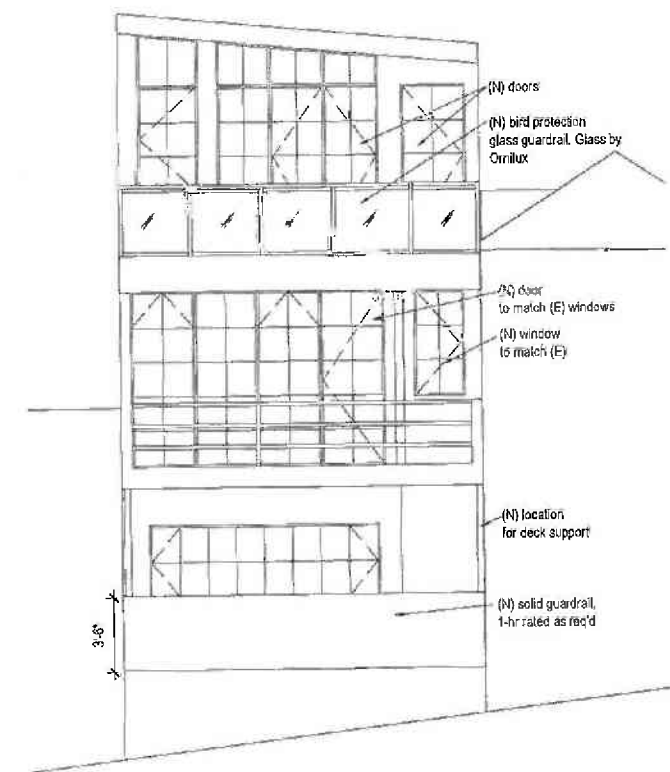 (N) doors
(N) bird protection
glass guardrail. Glass by
Ornilux
(N) door
to match (E) windows
(N) window
to match (E)
(N) location
for deck support
(N) solid guardrail,
1-hr rated as req'd
3'-6"